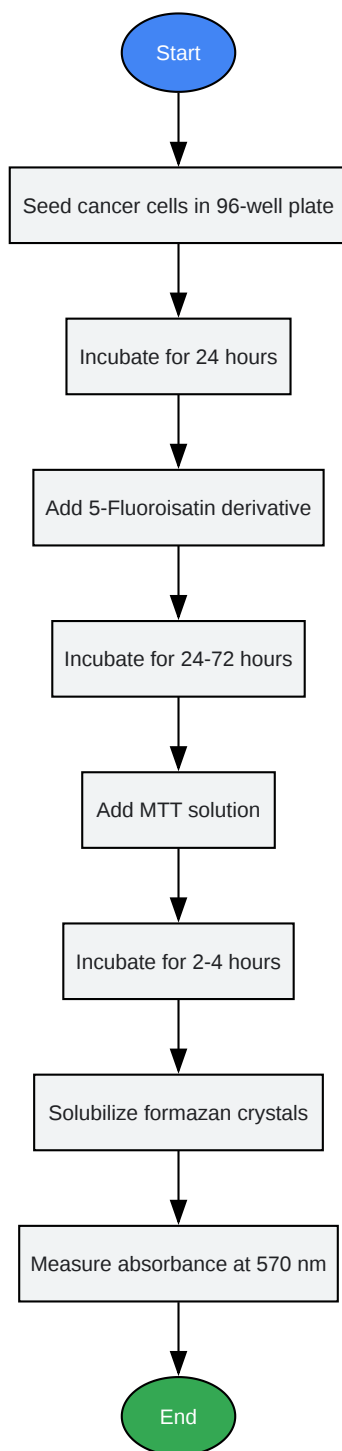 Start
Seed cancer cells in 96-well plate
Incubate for 24 hours
Add 5-Fluoroisatin derivative
Incubate for 24-72 hours
Add MTT solution
Incubate for 2-4 hours
Solubilize formazan crystals
Measure absorbance at 570 nm
End